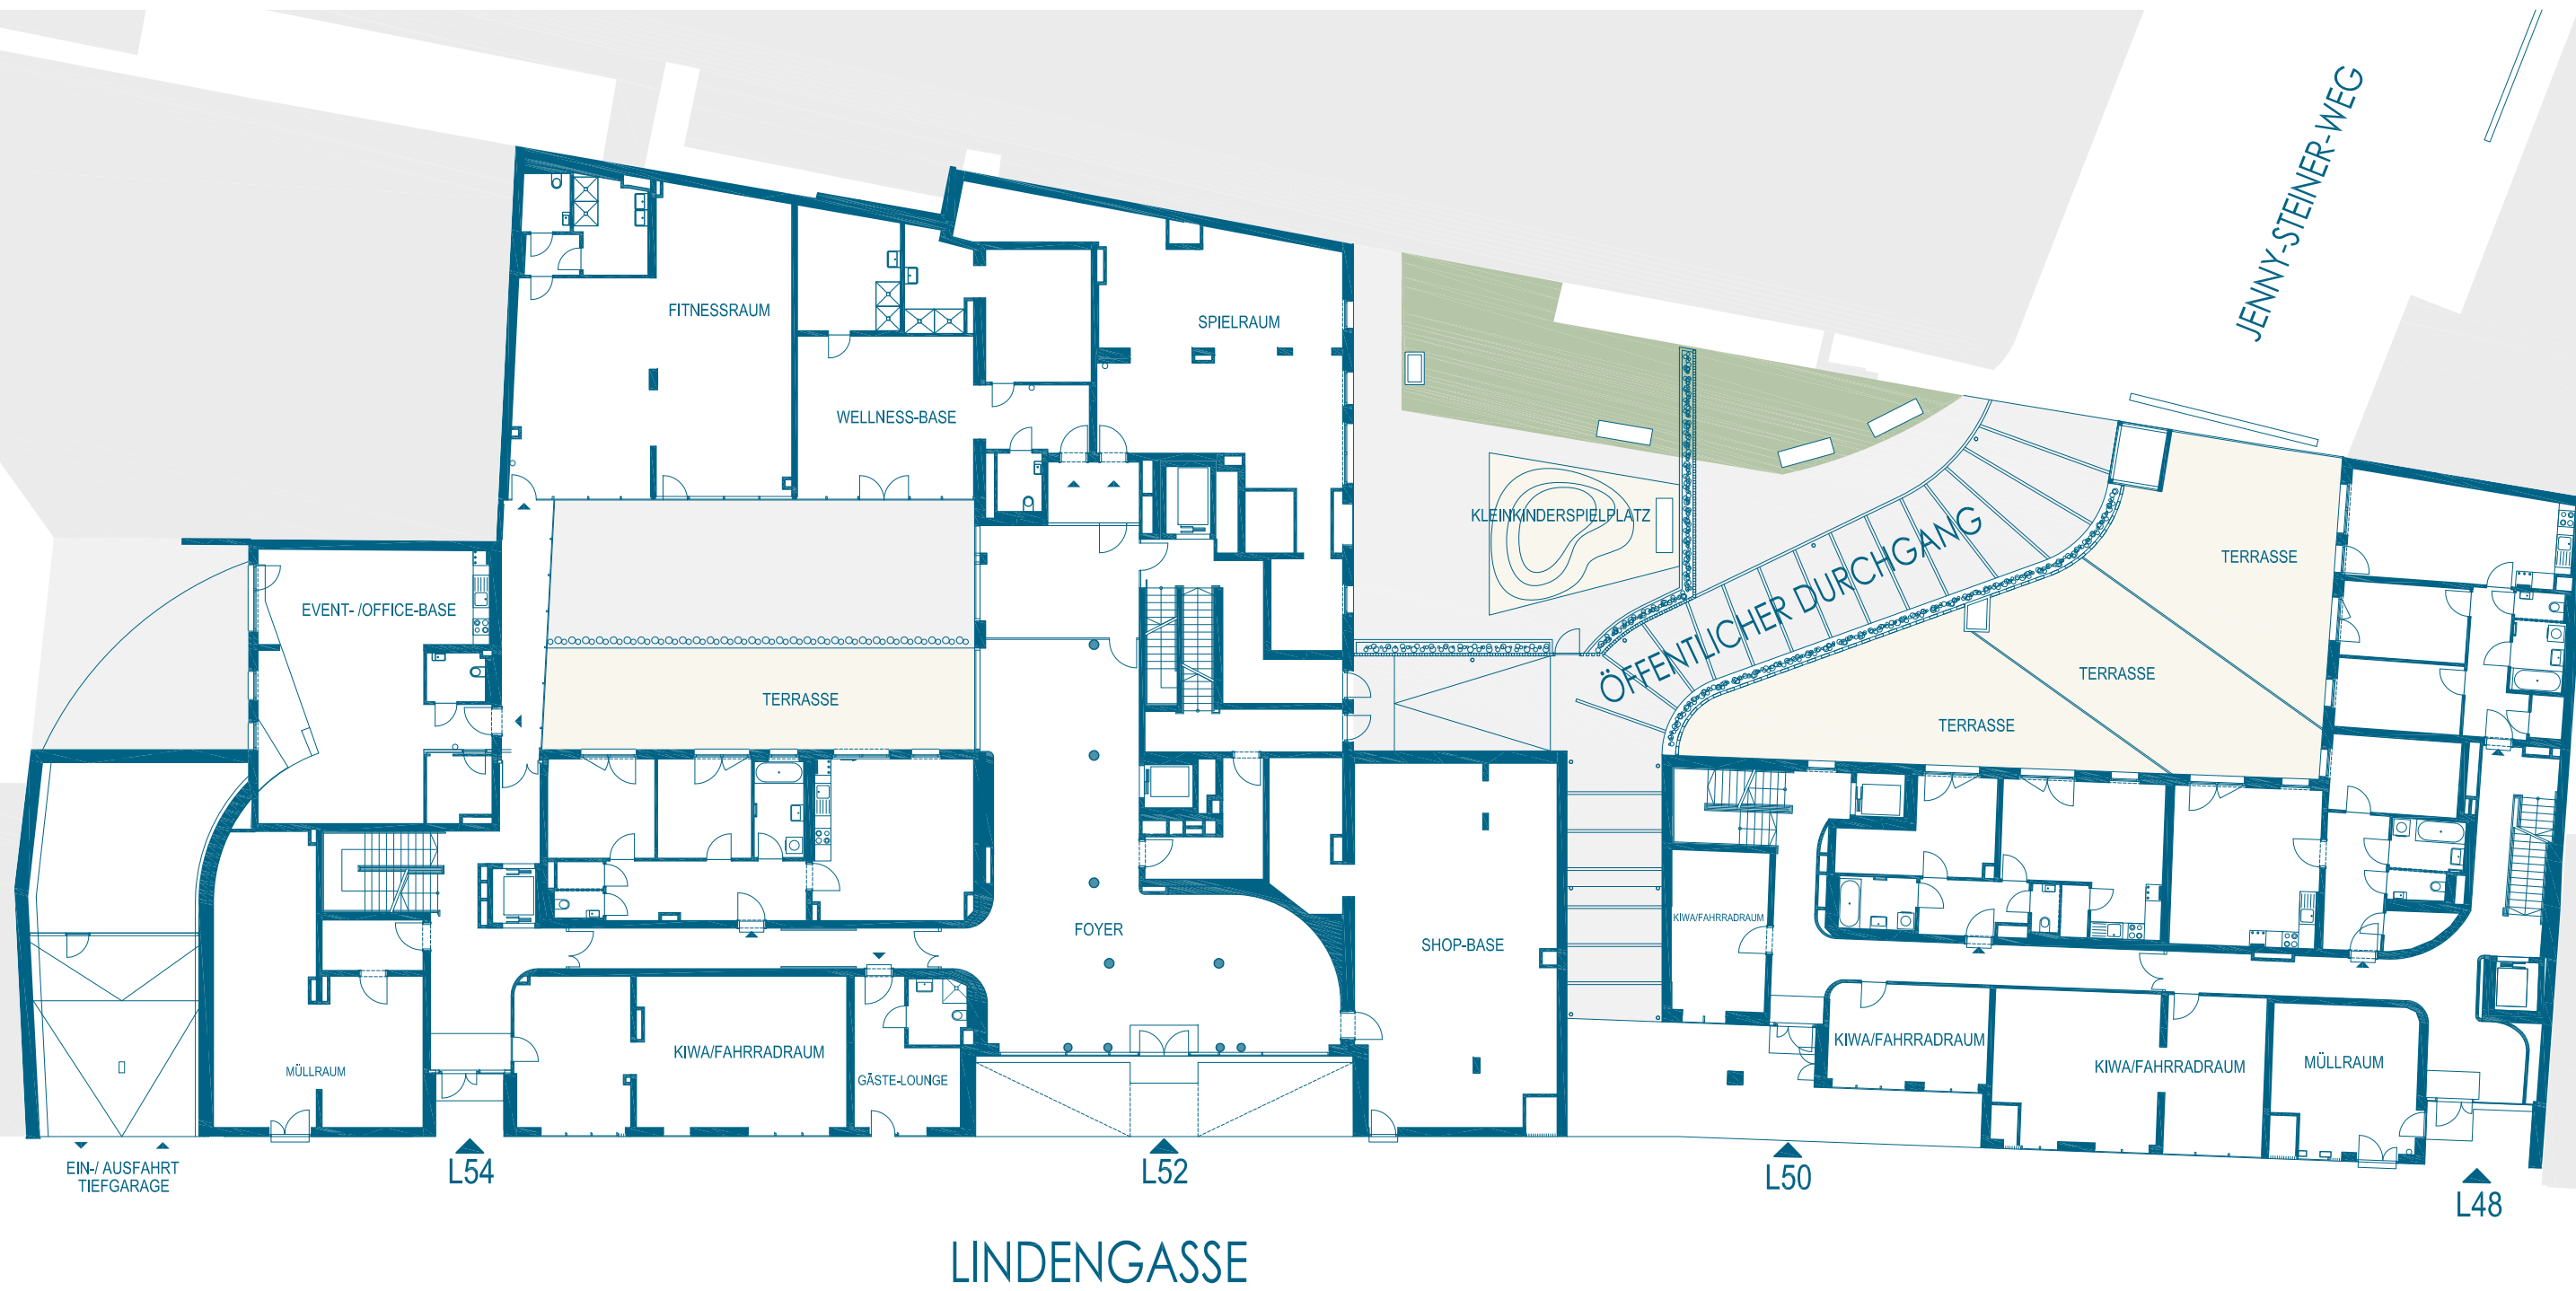 JENNY-STEINER-WEG
FITNESSRAUM
SPIELRAUM
WELLNESS-BASE
KLEINKINDERSPIELPLATZ
ÖFFENTLICHER DURCHGANG
TERRASSE
EVENT- /OFFICE-BASE
TERRASSE
TERRASSE
TERRASSE
KIWA/FAHRRADRAUM
FOYER
SHOP-BASE
KIWA/FAHRRADRAUM
KIWA/FAHRRADRAUM
KIWA/FAHRRADRAUM
MÜLLRAUM
MÜLLRAUM
GÄSTE-LOUNGE
EIN-/ AUSFAHRT
TIEFGARAGE
L54
L52
L50
L48
LINDENGASSE